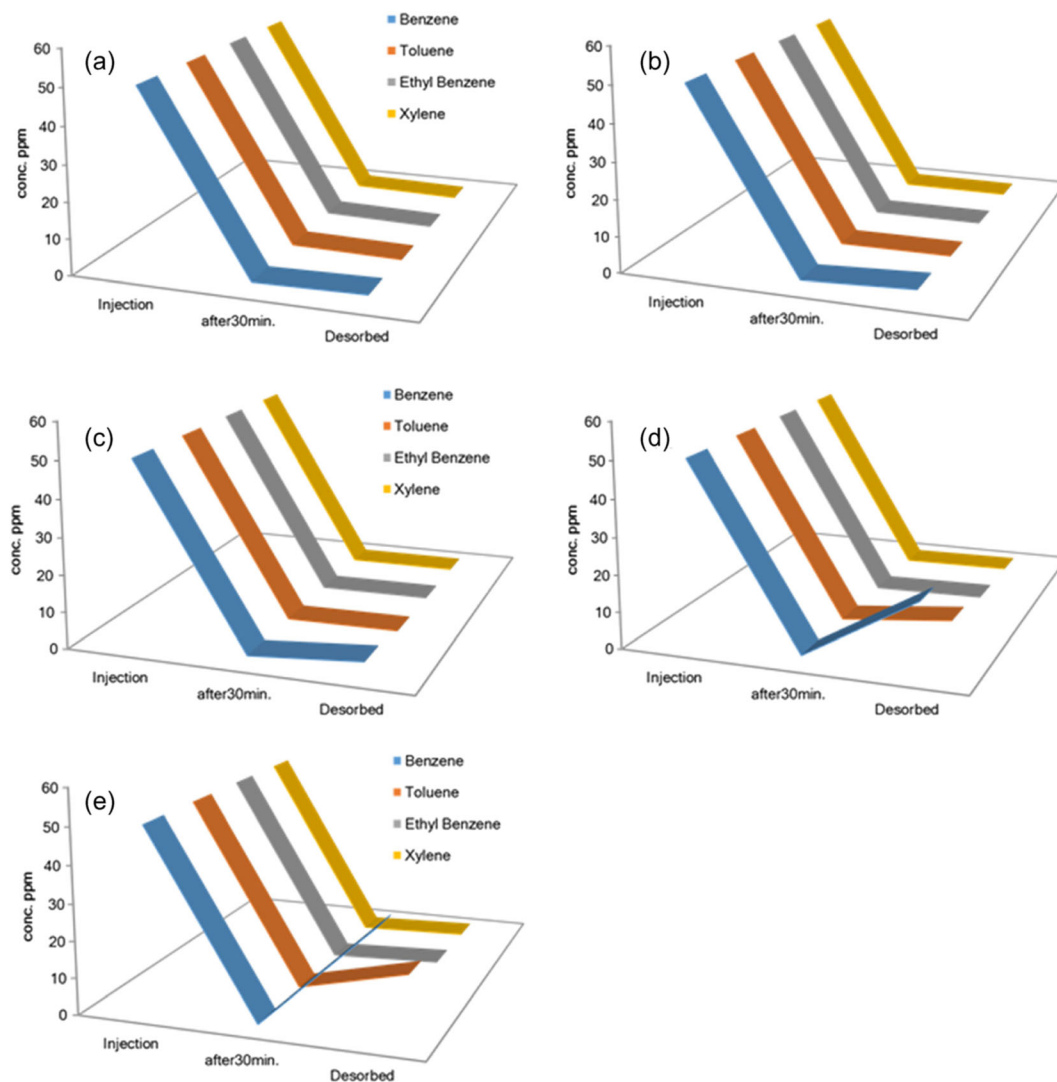 (a)
Benzene
Toluene
Ethyl Benzene
Xylene
conc. ppm
60
50
40
30
20
10
0
Injection
after30min.
Desorbed
(b)
conc. ppm
60
50
40
30
20
10
0
Injection
after30min.
Desorbed
(c)
Benzene
Toluene
Ethyl Benzene
Xylene
conc. ppm
60
50
40
30
20
10
0
Injection
after30min.
Desorbed
(d)
conc. ppm
60
50
40
30
20
10
0
Injection
after30min.
Desorbed
(e)
Benzene
Toluene
Ethyl Benzene
Xylene
conc. ppm
60
50
40
30
20
10
0
Injection
after30min.
Desorbed